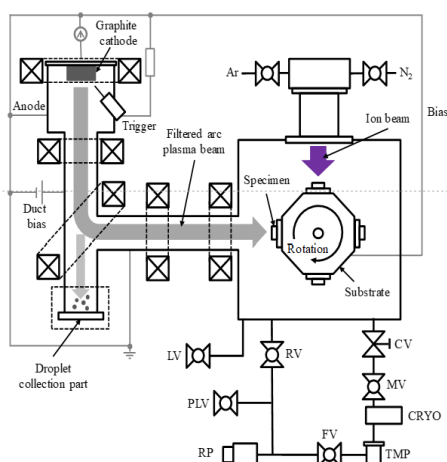 Graphite
cathode
Ar
N2
Anode
Trigger
Bias
Filtered arc
plasma beam
Ion beam
Specimen
Duct
bias
Rotation
Substrate
Droplet
collection part
LV
RV
CV
PLV
MV
CRYO
RP
FV
TMP